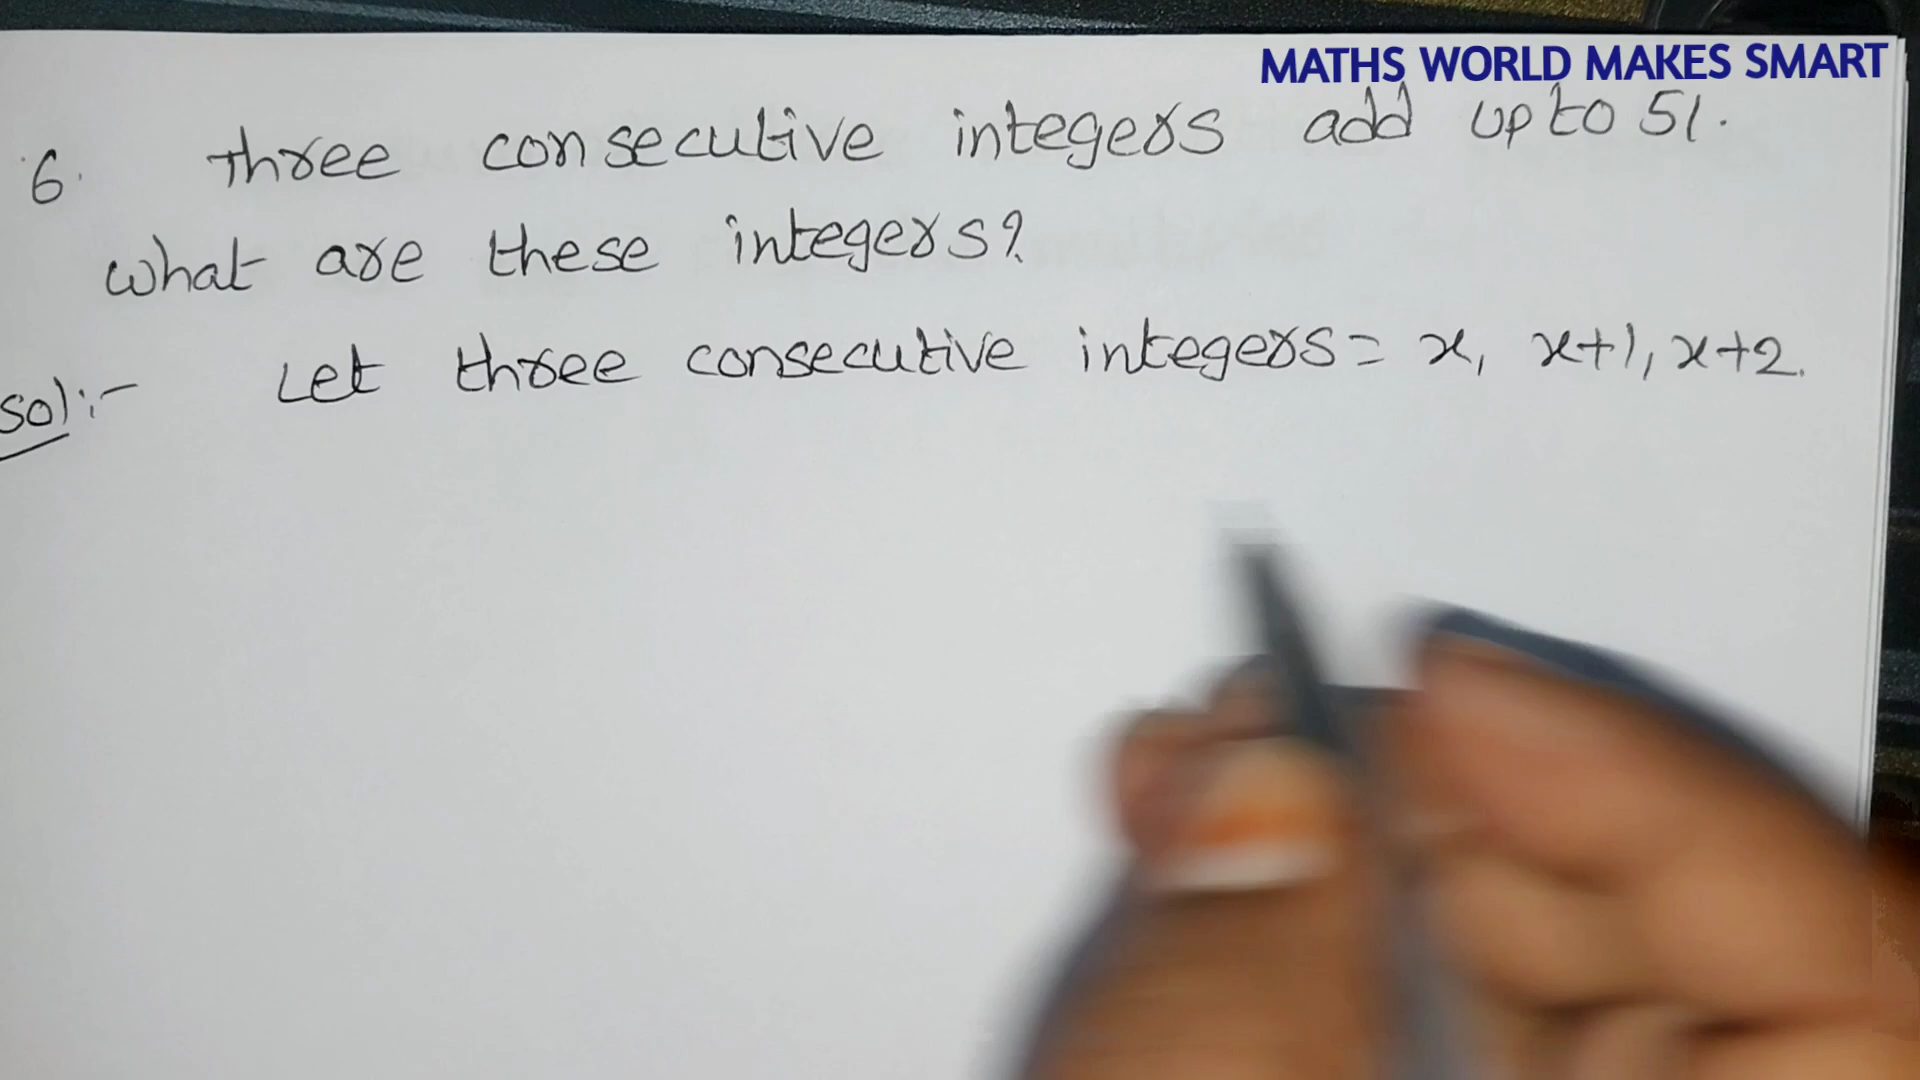 MATHS WORLD MAKES SMART
6. Three consecutive integers add up to 51.
what are these integers?
Sol:- Let three consecutive integers = x, x+1, x+2.